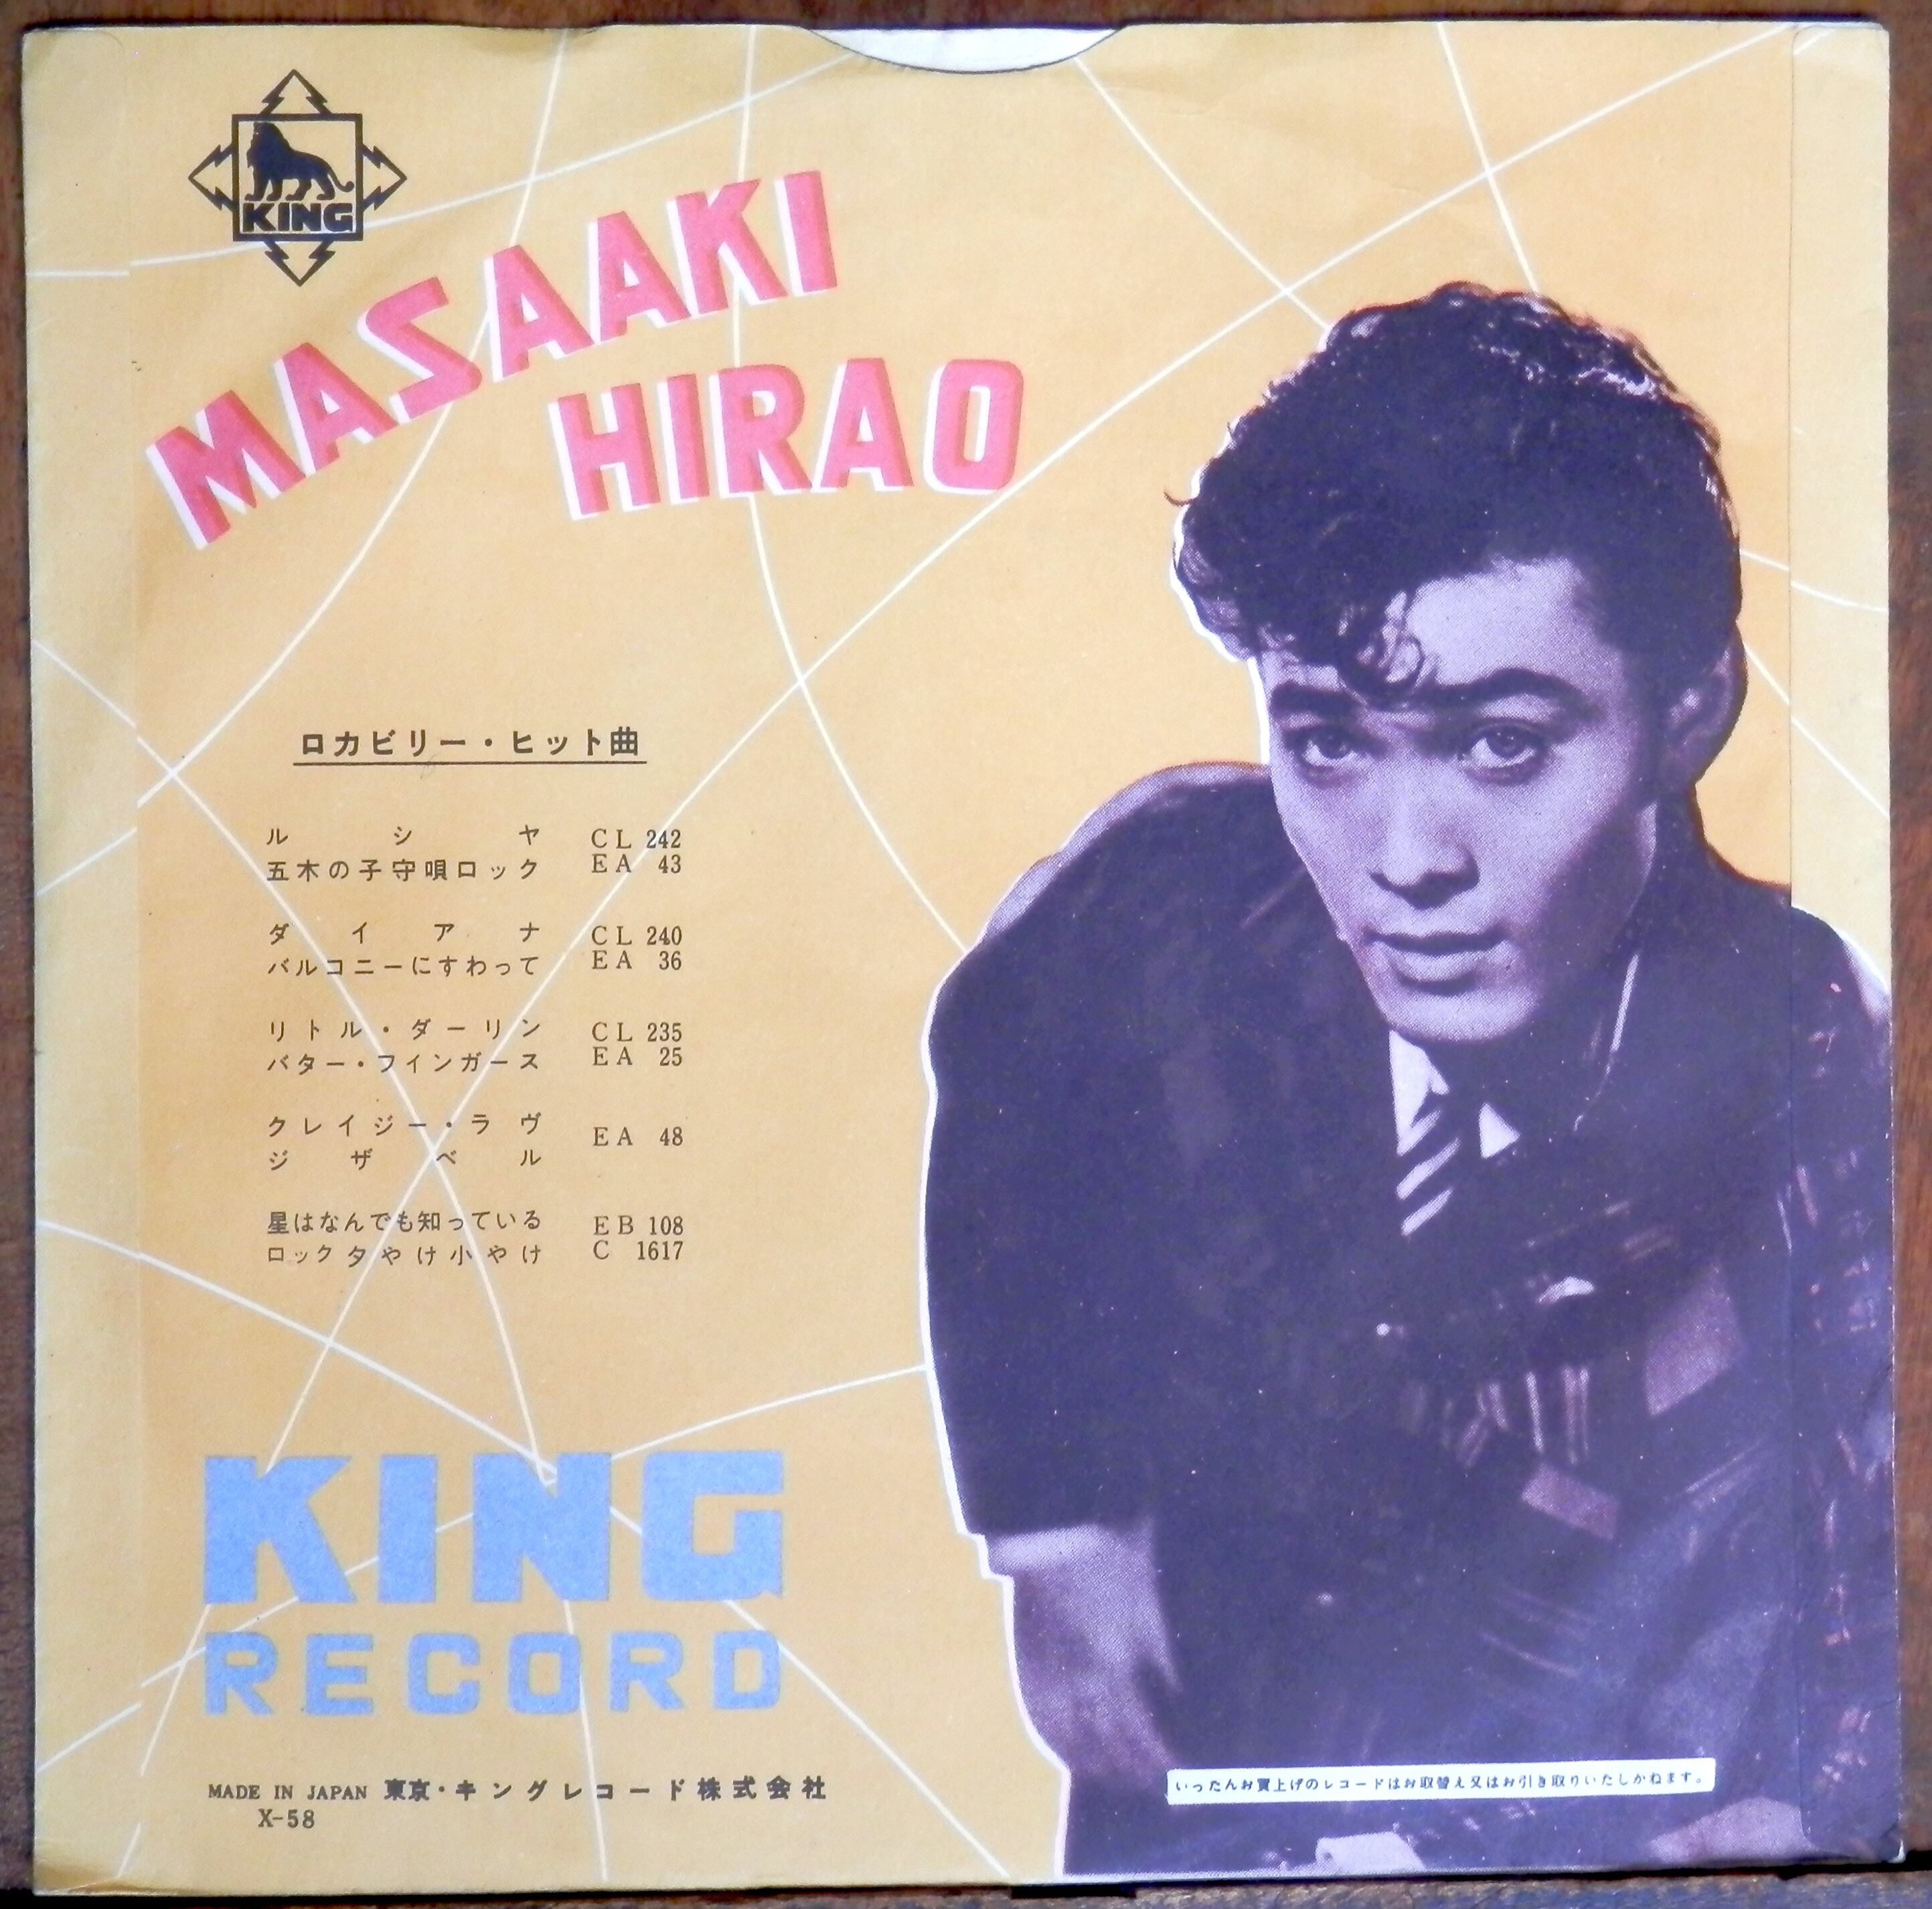 KING
MASAAKI
HIRAO
ロカビリー・ヒット曲
ルシヤ CL 242
五木の子守唄ロック EA 43
ダイアナ CL 240
バルコニーにすわって EA 36
リトル・ダーリン CL 235
バター・フインガース EA 25
クレイジー・ラヴ
EA 48
ジザベル
星はなんでも知っている EB 108
ロック夕やけ小やけ C 1617
KING
RECORD
MADE IN JAPAN 東京・キングレコード株式会社
X-58
いったんお買上げのレコードはお取替え又はお引き取りいたしかねます。